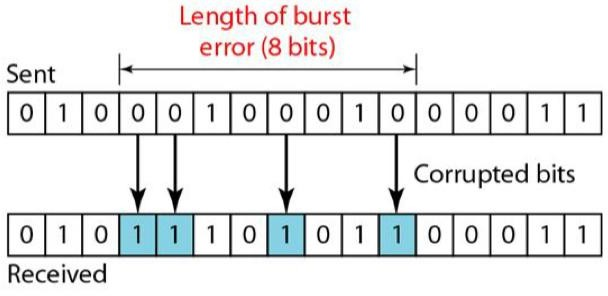 Length of burst
error (8 bits)
Sent
0 1 0 0 0 1 0 0 0 1 0 0 0 0 1 1
Corrupted bits
0 1 0 1 1 1 0 1 0 1 1 0 0 0 1 1
Received